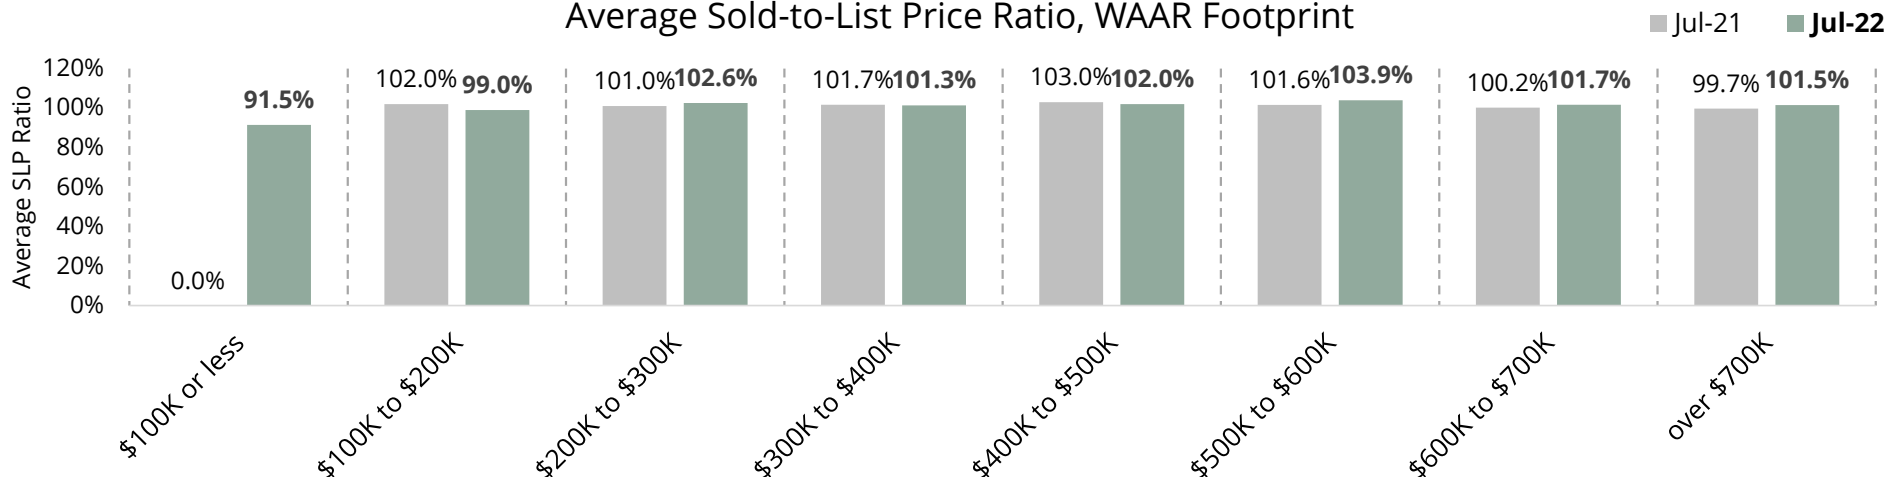 Average Sold-to-List Price Ratio, WAAR Footprint
Jul-21
Jul-22
Average SLP Ratio
120%
100%
80%
60%
40%
20%
0%
0.0%
91.5%
102.0%
99.0%
101.0%
102.6%
101.7%
101.3%
103.0%
102.0%
101.6%
103.9%
100.2%
101.7%
99.7%
101.5%
$100K or less
$100K to $200K
$200K to $300K
$300K to $400K
$400K to $500K
$500K to $600K
$600K to $700K
over $700K